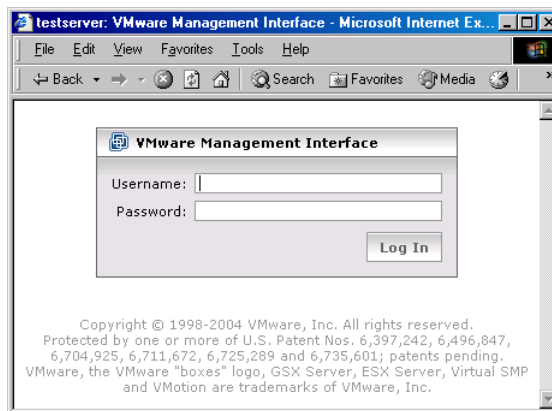 testserver: VMware Management Interface - Microsoft Internet Ex...
File Edit View Favorites Tools Help
Back Search Favorites Media »
VMware Management Interface
Username:
Password:
Log In
Copyright © 1998-2004 VMware, Inc. All rights reserved.
Protected by one or more of U.S. Patent Nos. 6,397,242, 6,496,847,
6,704,925, 6,711,672, 6,725,289 and 6,735,601; patents pending.
VMware, the VMware "boxes" logo, GSX Server, ESX Server, Virtual SMP
and VMotion are trademarks of VMware, Inc.